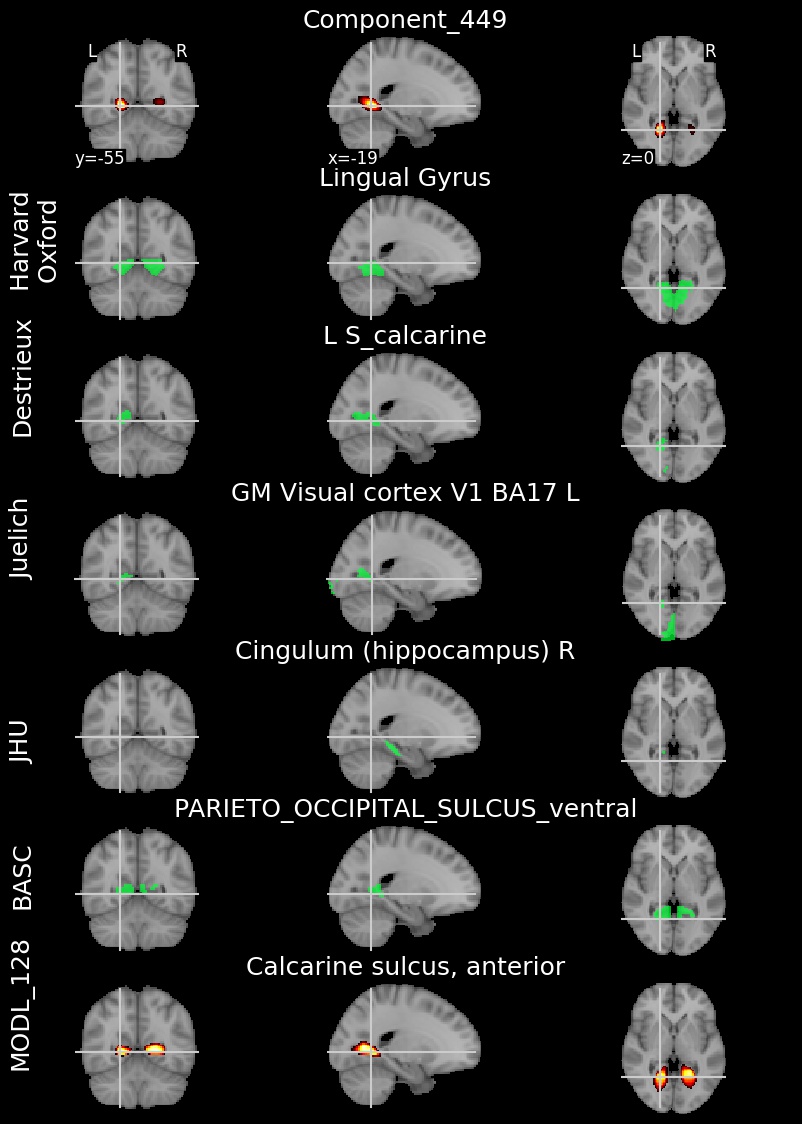 Component_449
L R L R
y=-55 x=-19 z=0
Lingual Gyrus
Harvard
Oxford
L S_calcarine
Destrieux
GM Visual cortex V1 BA17 L
Juelich
Cingulum (hippocampus) R
JHU
PARIETO_OCCIPITAL_SULCUS_ventral
BASC
Calcarine sulcus, anterior
MODL_128